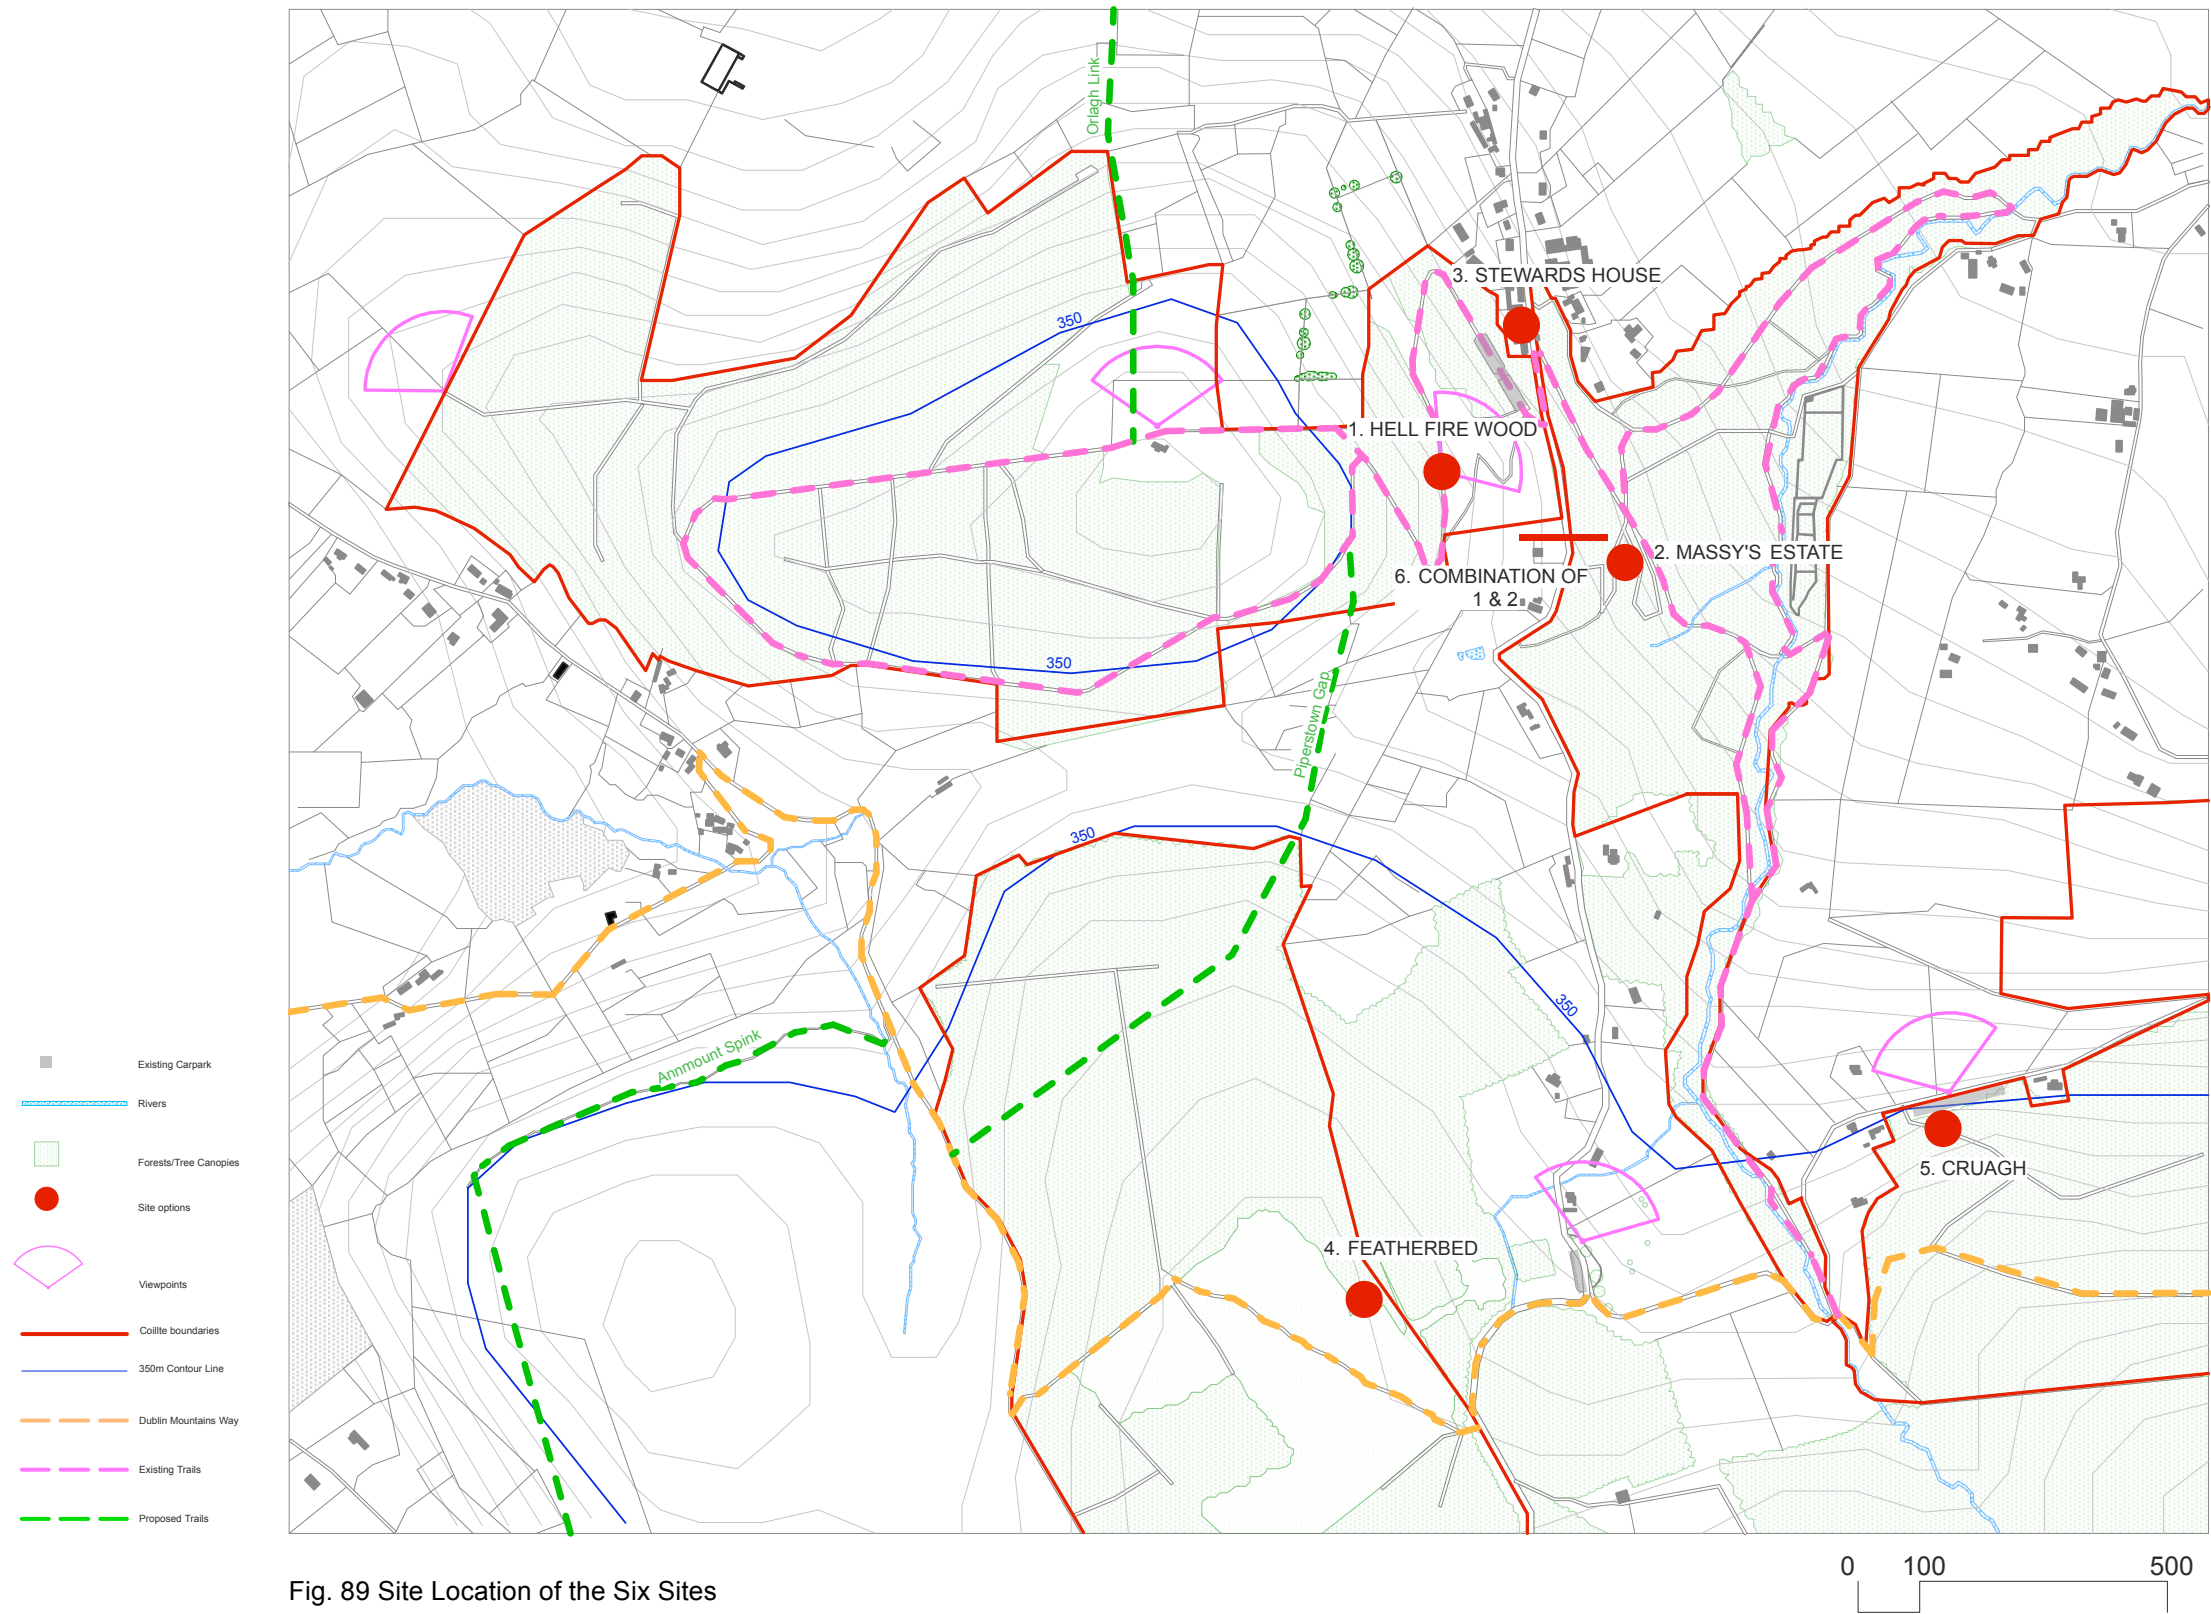 Orlagh Link
350
3. STEWARDS HOUSE
1. HELL FIRE WOOD
2. MASSY'S ESTATE
6. COMBINATION OF
1 & 2
350
Piperstown Gap
350
350
Annmount Spink
5. CRUAGH
4. FEATHERBED
Existing Carpark
Rivers
Forests/Tree Canopies
Site options
Viewpoints
Coillte boundaries
350m Contour Line
Dublin Mountains Way
Existing Trails
Proposed Trails
Fig. 89 Site Location of the Six Sites
0 100 500